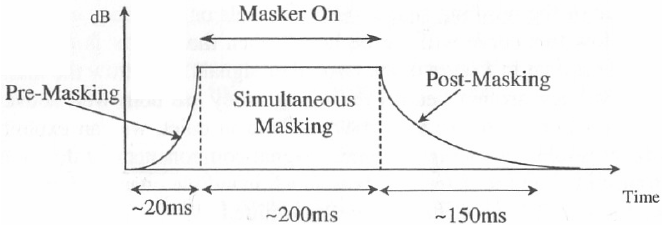 dB
Masker On
Pre-Masking
Simultaneous
Masking
Post-Masking
Time
~20ms
~200ms
~150ms